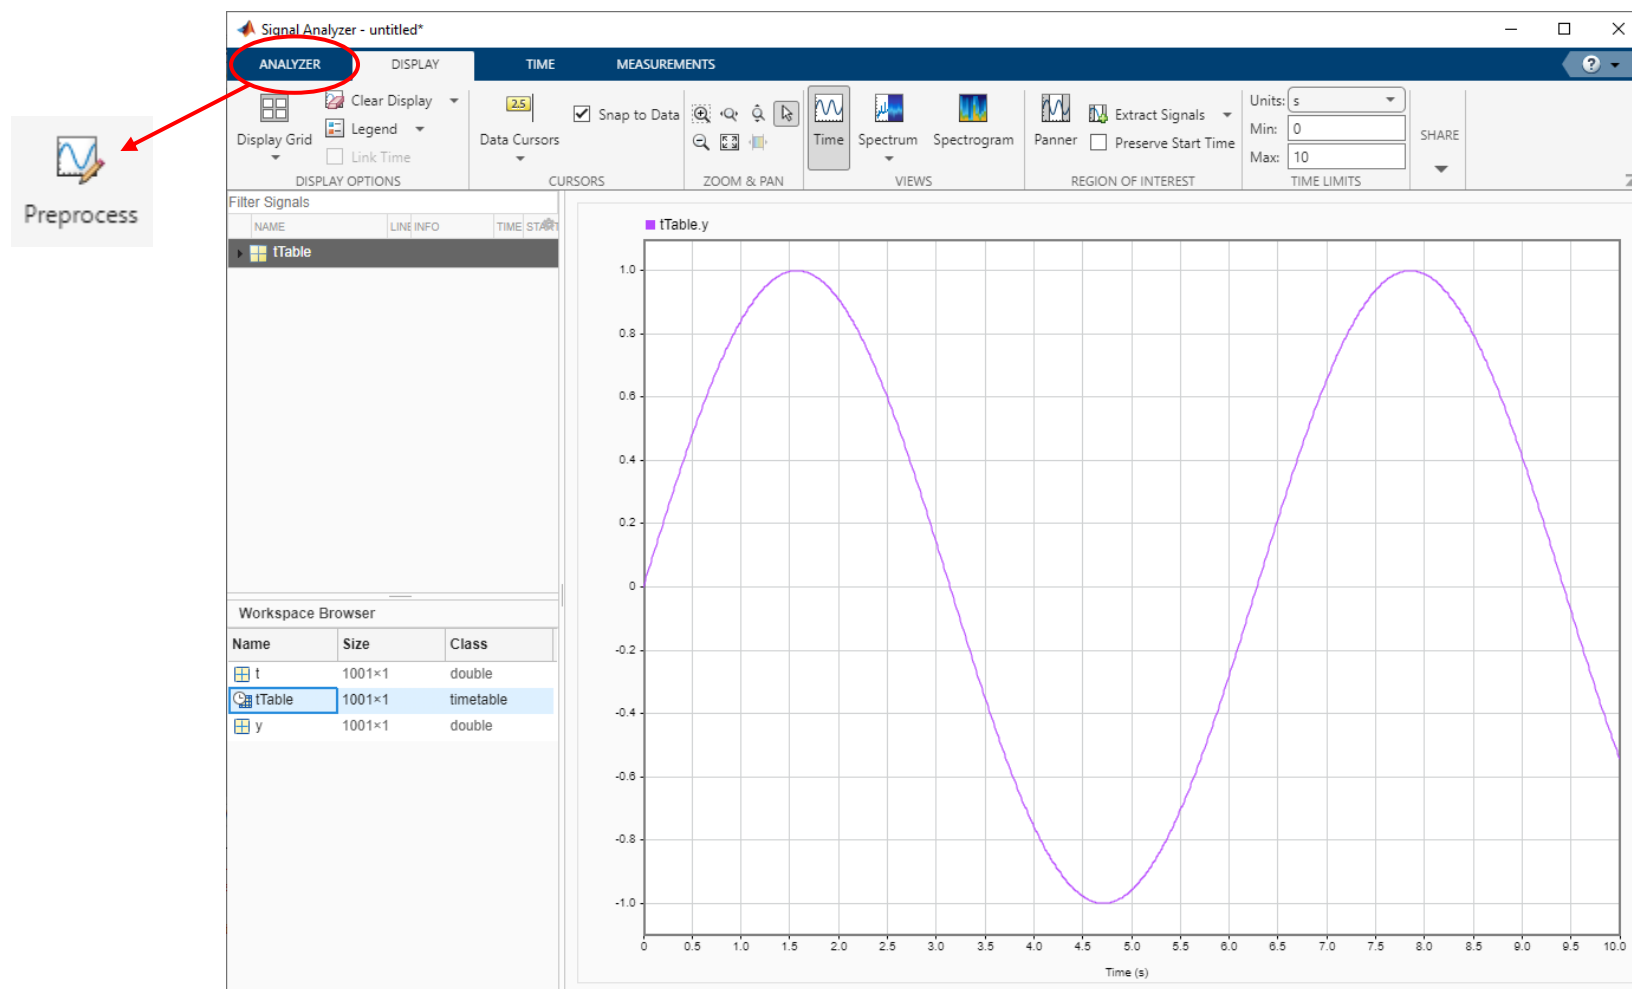 Signal Analyzer - untitled*
ANALYZER DISPLAY TIME MEASUREMENTS
?
Preprocess
Display Grid
Clear Display
Legend
Link Time
DISPLAY OPTIONS
2.5
Data Cursors
Snap to Data
CURSORS
ZOOM & PAN
Time
Spectrum
Spectrogram
VIEWS
Panner
Extract Signals
Preserve Start Time
REGION OF INTEREST
Units: s
Min: 0
Max: 10
TIME LIMITS
SHARE
Filter Signals
NAME LINE INFO TIME START
tTable
Workspace Browser
Name Size Class
t 1001×1 double
tTable 1001×1 timetable
y 1001×1 double
tTable.y
1.0
0.8
0.6
0.4
0.2
0
-0.2
-0.4
-0.6
-0.8
-1.0
0 0.5 1.0 1.5 2.0 2.5 3.0 3.5 4.0 4.5 5.0 5.5 6.0 6.5 7.0 7.5 8.0 8.5 9.0 9.5 10.0
Time (s)